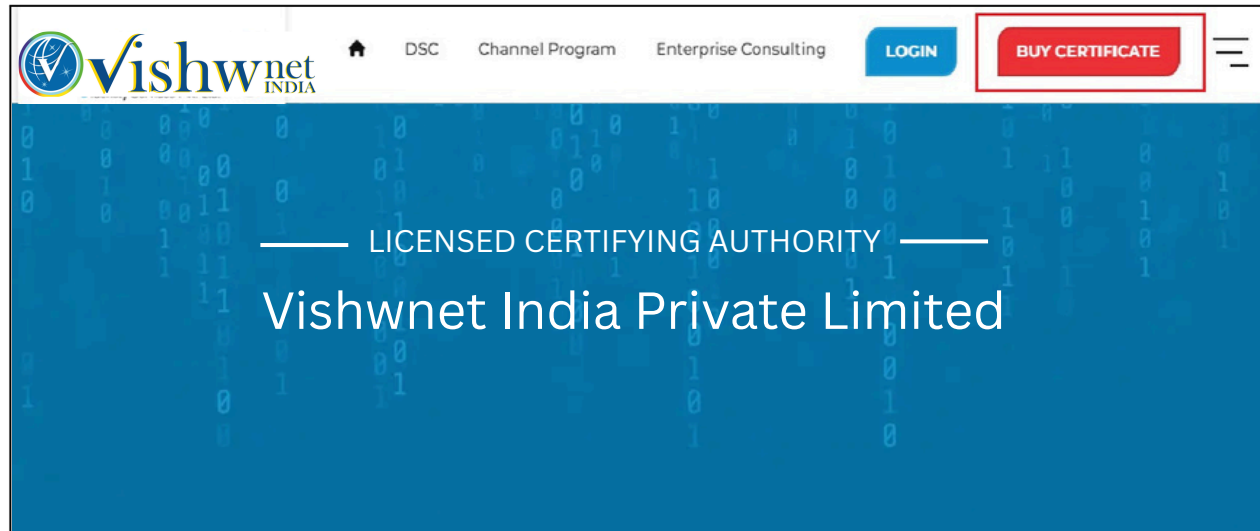 Vishwnet
INDIA
DSC Channel Program Enterprise Consulting LOGIN BUY CERTIFICATE
LICENSED CERTIFYING AUTHORITY
Vishwnet India Private Limited